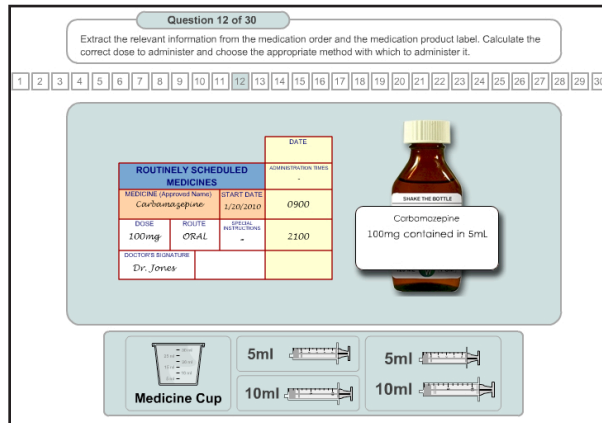 Question 12 of 30
Extract the relevant information from the medication order and the medication product label. Calculate the
correct dose to administer and choose the appropriate method with which to administer it.
1 2 3 4 5 6 7 8 9 10 11 12 13 14 15 16 17 18 19 20 21 22 23 24 25 26 27 28 29 30
DATE
ROUTINELY SCHEDULED
MEDICINES
ADMINISTRATION TIMES
-
MEDICINE (Approved Name)
Carbamazepine
START DATE
1/20/2010
0900
DOSE
100mg
ROUTE
ORAL
SPECIAL
INSTRUCTIONS
-
2100
DOCTOR'S SIGNATURE
Dr. Jones
SHAKE THE BOTTLE
Carbamazepine
100mg contained in 5mL
Medicine Cup
5ml
10ml
5ml
10ml